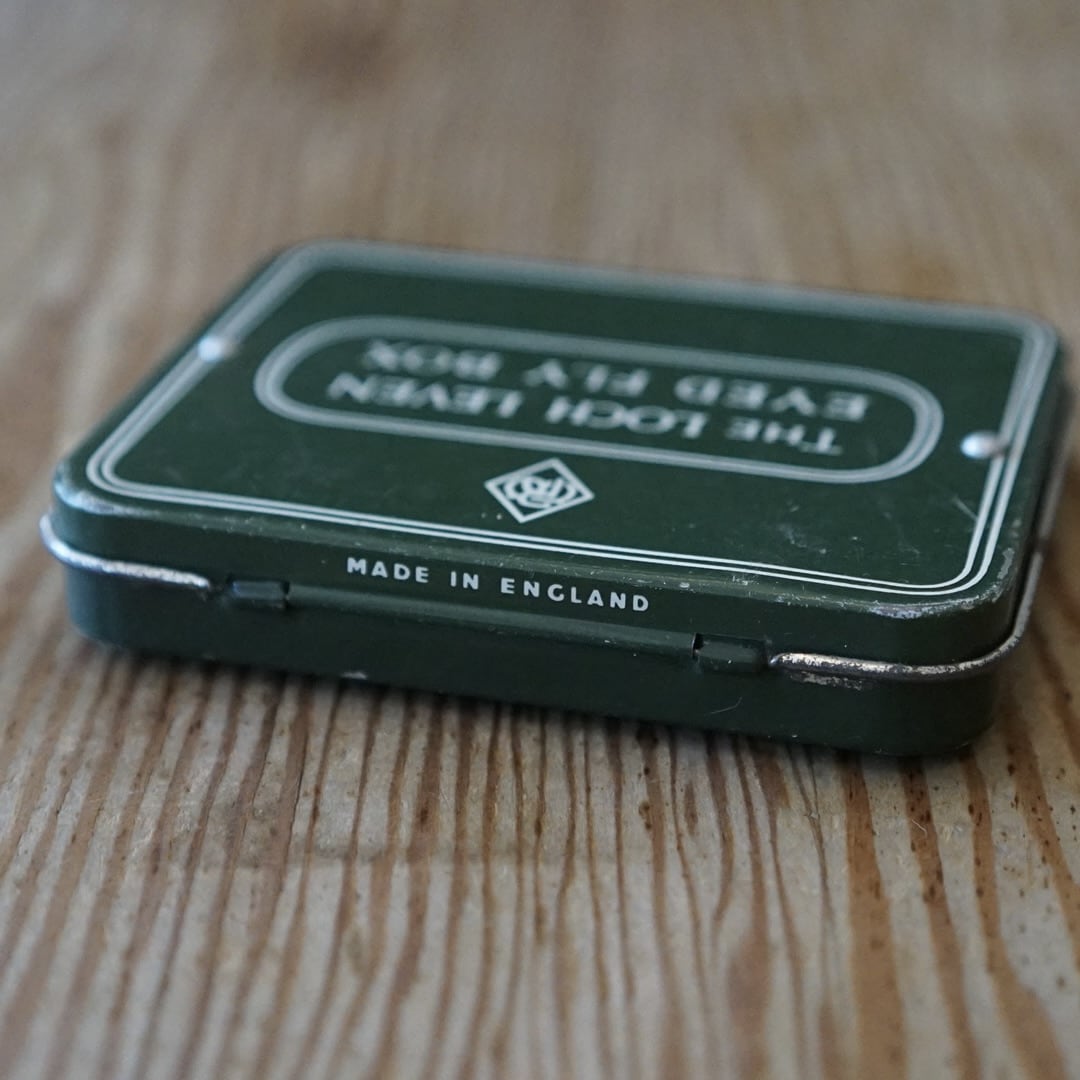 THE LOCH LEVEN
EYED FLY BOX
MADE IN ENGLAND